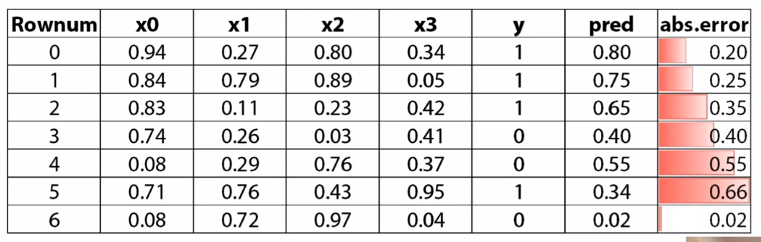 Rownum x0 x1 x2 x3 y pred abs.error
0 0.94 0.27 0.80 0.34 1 0.80 0.20
1 0.84 0.79 0.89 0.05 1 0.75 0.25
2 0.83 0.11 0.23 0.42 1 0.65 0.35
3 0.74 0.26 0.03 0.41 0 0.40 0.40
4 0.08 0.29 0.76 0.37 0 0.55 0.55
5 0.71 0.76 0.43 0.95 1 0.34 0.66
6 0.08 0.72 0.97 0.04 0 0.02 0.02